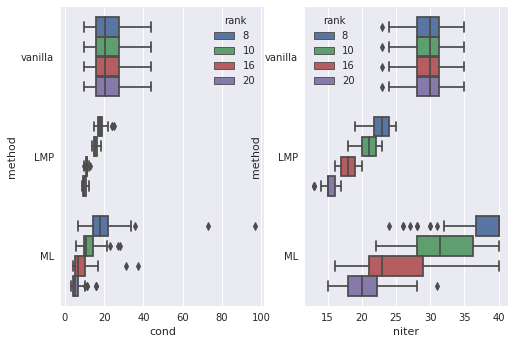 rank
8
10
16
20
vanilla
LMP
ML
method
0 20 40 60 80 100
cond
rank
8
10
16
20
vanilla
LMP
ML
method
15 20 25 30 35 40
niter